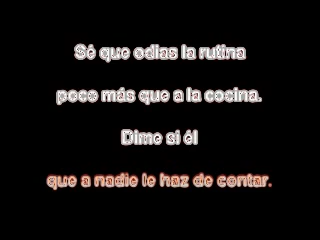 Sé que odias la rutina
poco más que a la cocina.
Dime si él
que a nadie le haz de contar.